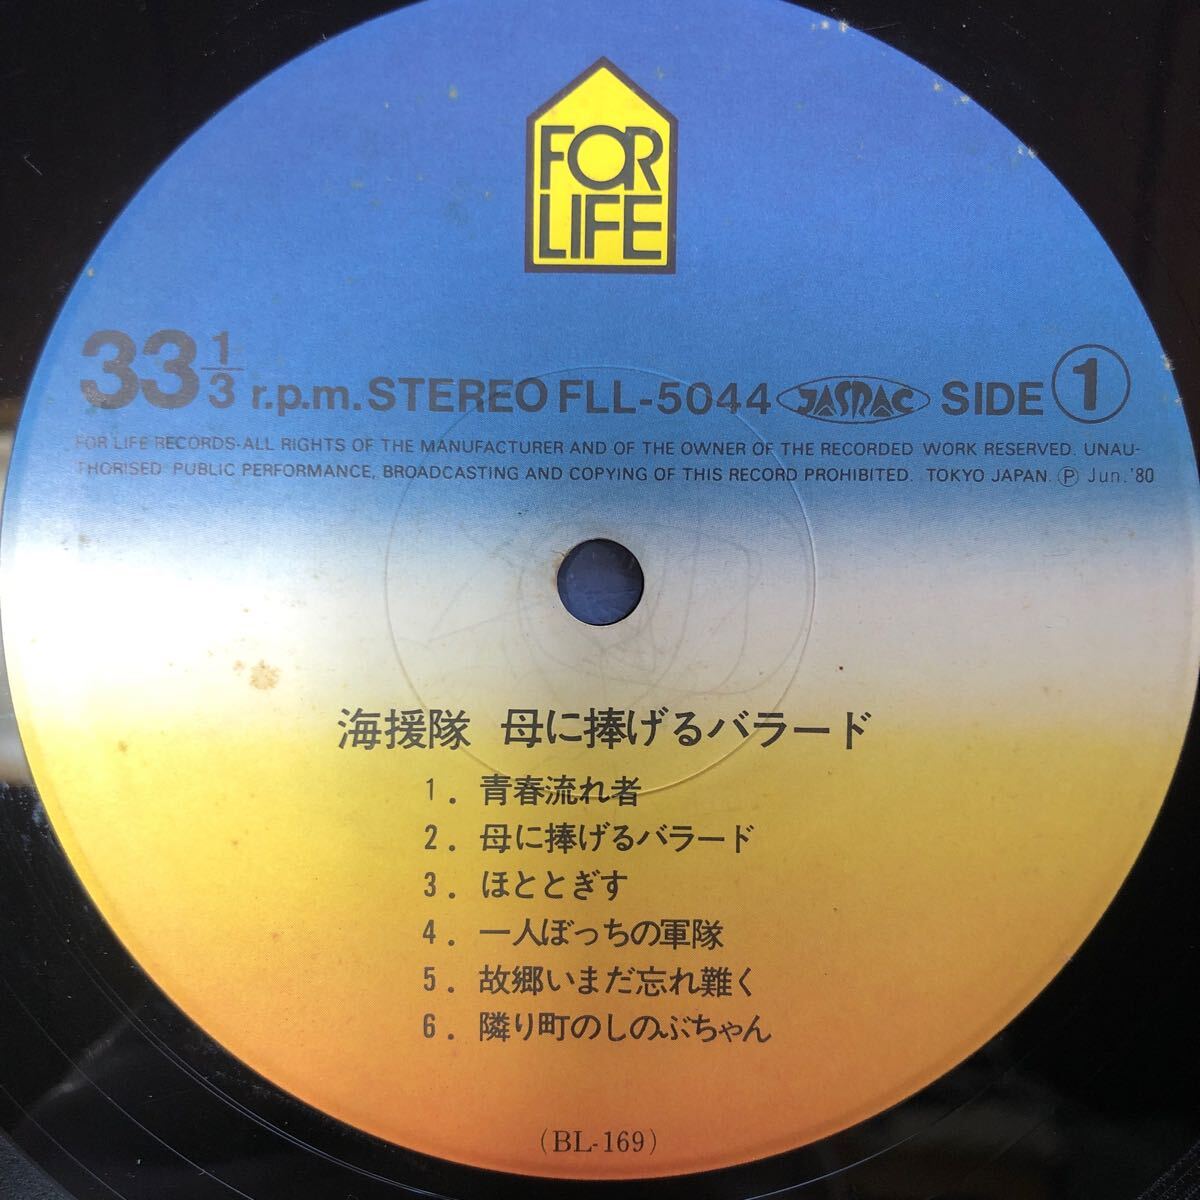 FOR
LIFE
33 1/3 r.p.m. STEREO FLL-5044 JASRAC SIDE 1
FOR LIFE RECORDS-ALL RIGHTS OF THE MANUFACTURER AND OF THE OWNER OF THE RECORDED WORK RESERVED. UNAU-
THORISED PUBLIC PERFORMANCE, BROADCASTING AND COPYING OF THIS RECORD PROHIBITED. TOKYO JAPAN. Ⓟ Jun.'80
海援隊 母に捧げるバラード
1. 青春流れ者
2. 母に捧げるバラード
3. ほととぎす
4. 一人ぼっちの軍隊
5. 故郷いまだ忘れ難く
6. 隣り町のしのぶちゃん
(BL-169)